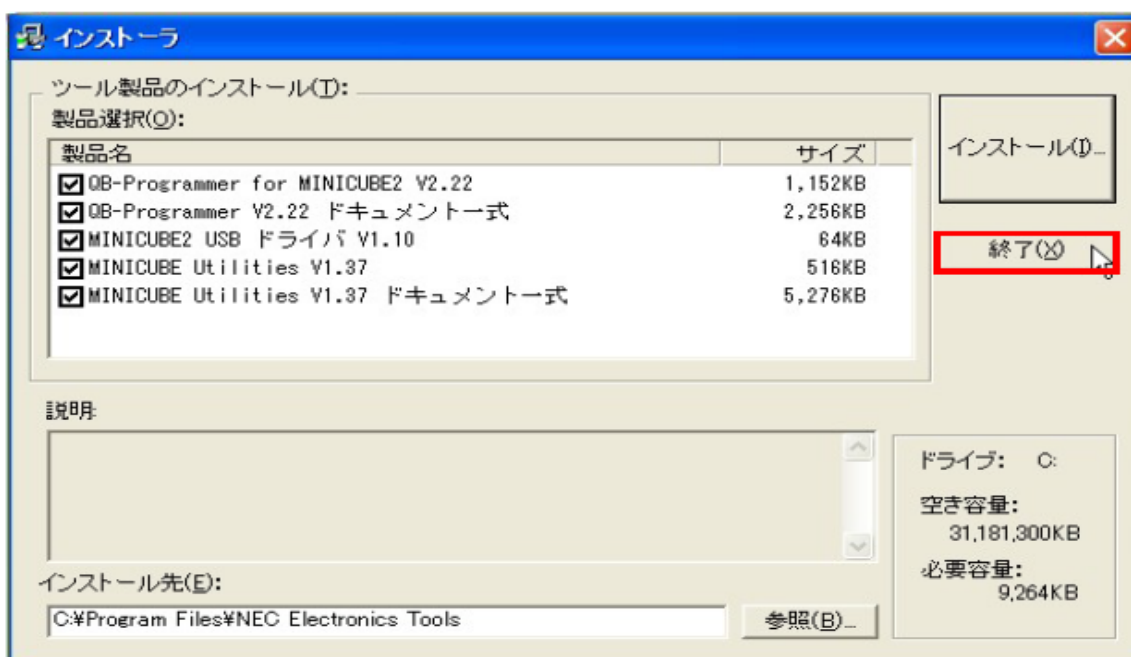 インストーラ
ツール製品のインストール(T):
製品選択(O):
製品名 サイズ
QB-Programmer for MINICUBE2 V2.22 1,152KB
QB-Programmer V2.22 ドキュメント一式 2,256KB
MINICUBE2 USB ドライバ V1.10 64KB
MINICUBE Utilities V1.37 516KB
MINICUBE Utilities V1.37 ドキュメント一式 5,276KB
インストール(I)...
終了(X)
説明:
ドライブ: C:
空き容量:
31,181,300KB
必要容量:
9,264KB
インストール先(E):
C:¥Program Files¥NEC Electronics Tools
参照(B)...